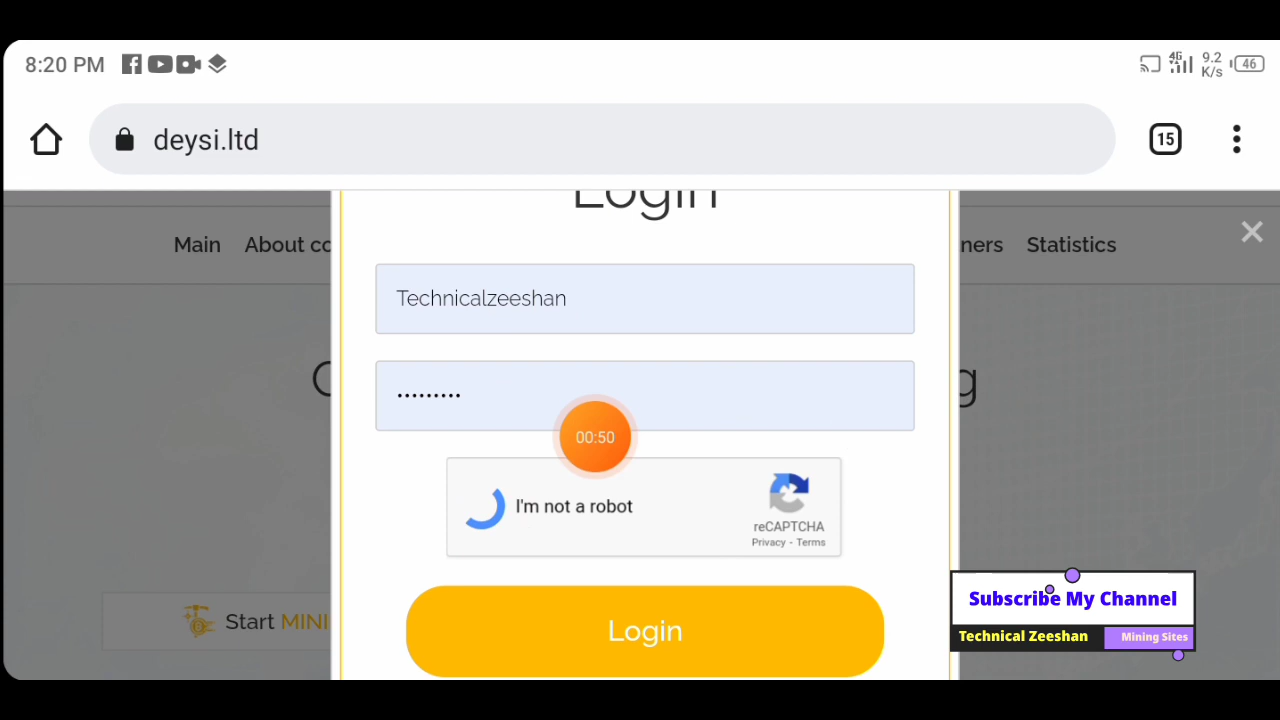 8:20 PM
4G
9.2
K/s
46
deysi.ltd
15
Login
Main About co
ners Statistics
Technicalzeeshan
•••••••••
00:50
I'm not a robot
reCAPTCHA
Privacy - Terms
Start MINI
Login
Subscribe My Channel
Technical Zeeshan
Mining Sites